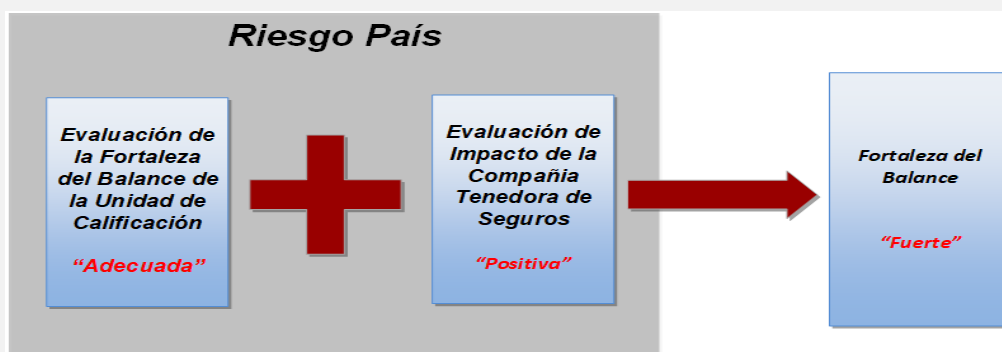 Riesgo País
Evaluación de
la Fortaleza
del Balance de
la Unidad de
Calificación
“Adecuada”
Evaluación de
Impacto de la
Compañia
Tenedora de
Seguros
“Positiva”
Fortaleza del
Balance
“Fuerte”